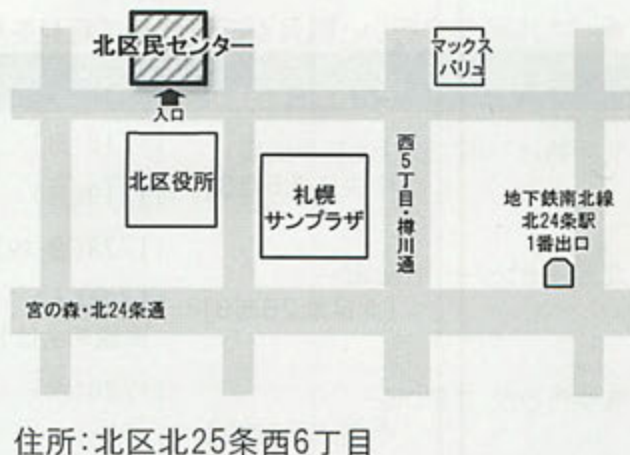 北区民センター
マックス
バリュ
入口
北区役所
札幌
サンプラザ
西5丁目・樽川通
地下鉄南北線
北24条駅
1番出口
宮の森・北24条通
住所:北区北25条西6丁目